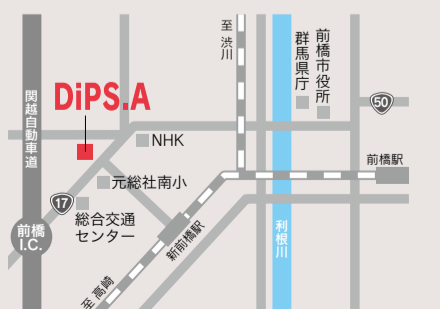 至 渋川
群馬県庁
前橋市役所
関越自動車道
DiPS.A
50
NHK
前橋駅
元総社南小
17
総合交通
センター
前橋
I.C.
新前橋駅
利根川
至 高崎